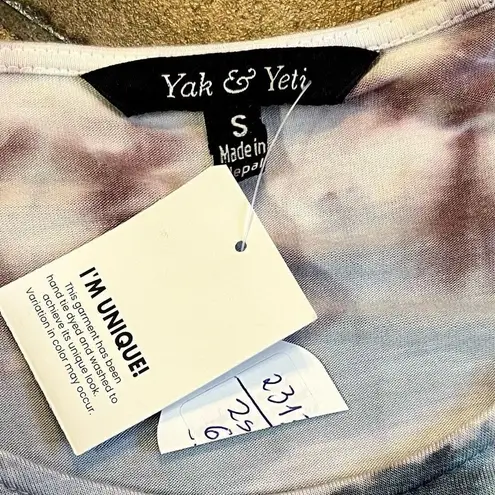 Yak & Yeti
S
Made in
I'M UNIQUE!
This garment has been
hand tie dyed and washed to
achieve its unique look.
Variation in color may occur.
231